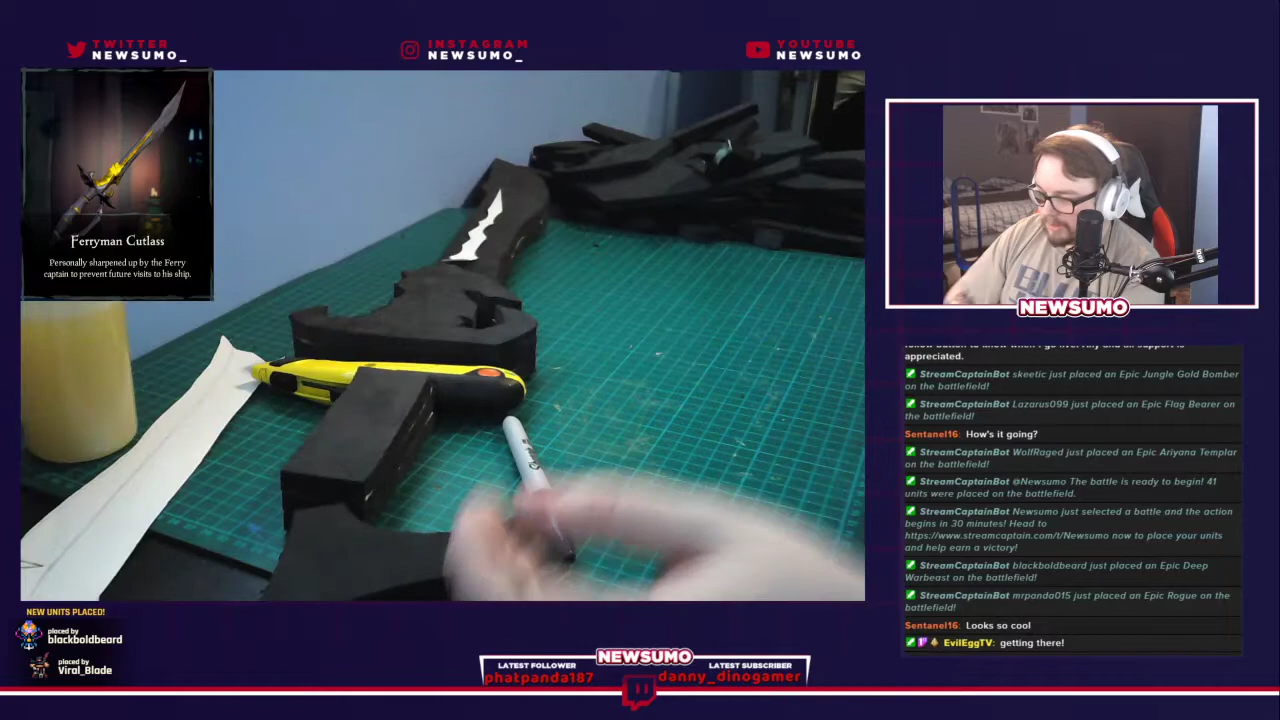 TWITTER
NEWSUMO_
INSTAGRAM
NEWSUMO_
YOUTUBE
NEWSUMO
Ferryman Cutlass
Personally sharpened up by the Ferry
captain to prevent future visits to his ship.
NEWSUMO
appreciated.
StreamCaptainBot skeetic just placed an Epic Jungle Gold Bomber
on the battlefield!
StreamCaptainBot Lazarus099 just placed an Epic Flag Bearer on
the battlefield!
Sentanel16: How's it going?
StreamCaptainBot WolfRaged just placed an Epic Ariyana Templar
on the battlefield!
StreamCaptainBot @Newsumo The battle is ready to begin! 41
units were placed on the battlefield.
StreamCaptainBot Newsumo just selected a battle and the action
begins in 30 minutes! Head to
https://www.streamcaptain.com/t/Newsumo now to place your units
and help earn a victory!
StreamCaptainBot blackboldbeard just placed an Epic Deep
Warbeast on the battlefield!
StreamCaptainBot mrpanda015 just placed an Epic Rogue on the
battlefield!
Sentanel16: Looks so cool
EvilEggTV: getting there!
NEW UNITS PLACED!
placed by
blackboldbeard
placed by
Viral_Blade
NEWSUMO
LATEST FOLLOWER
phatpanda187
LATEST SUBSCRIBER
danny_dinogamer